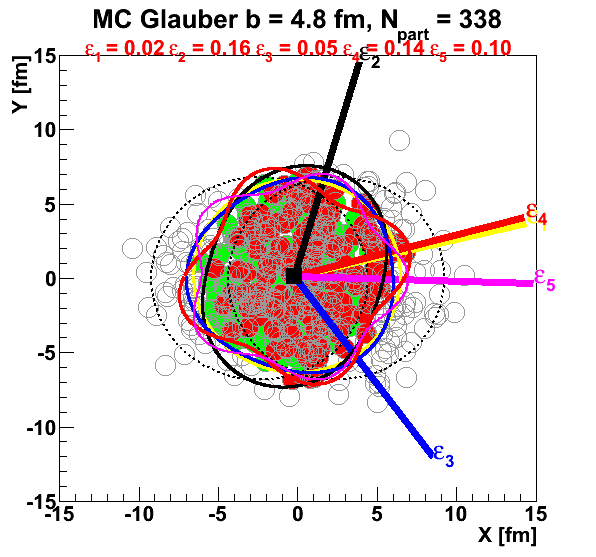 MC Glauber b = 4.8 fm, Npart = 338
ε1 = 0.02 ε2 = 0.16 ε3 = 0.05 ε4 = 0.14 ε5 = 0.10
Y [fm]
15
10
5
0
-5
-10
-15
ε2
ε4
ε5
ε3
-15 -10 -5 0 5 10 15
X [fm]